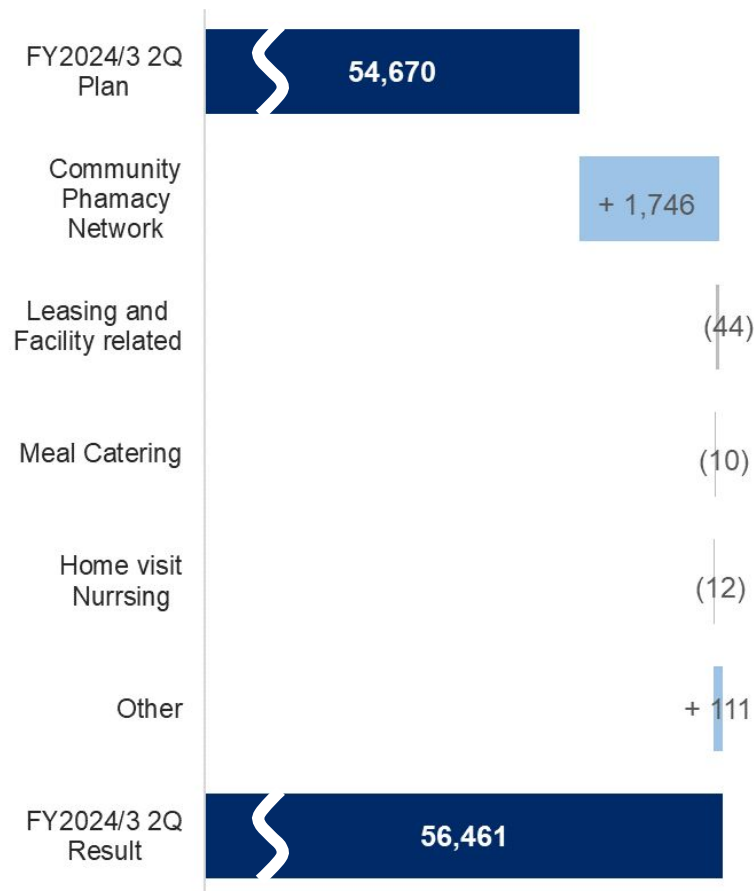 FY2024/3 2Q
Plan
54,670
Community
Phamacy
Network
+ 1,746
Leasing and
Facility related
(44)
Meal Catering
(10)
Home visit
Nurrsing
(12)
Other
+ 111
FY2024/3 2Q
Result
56,461